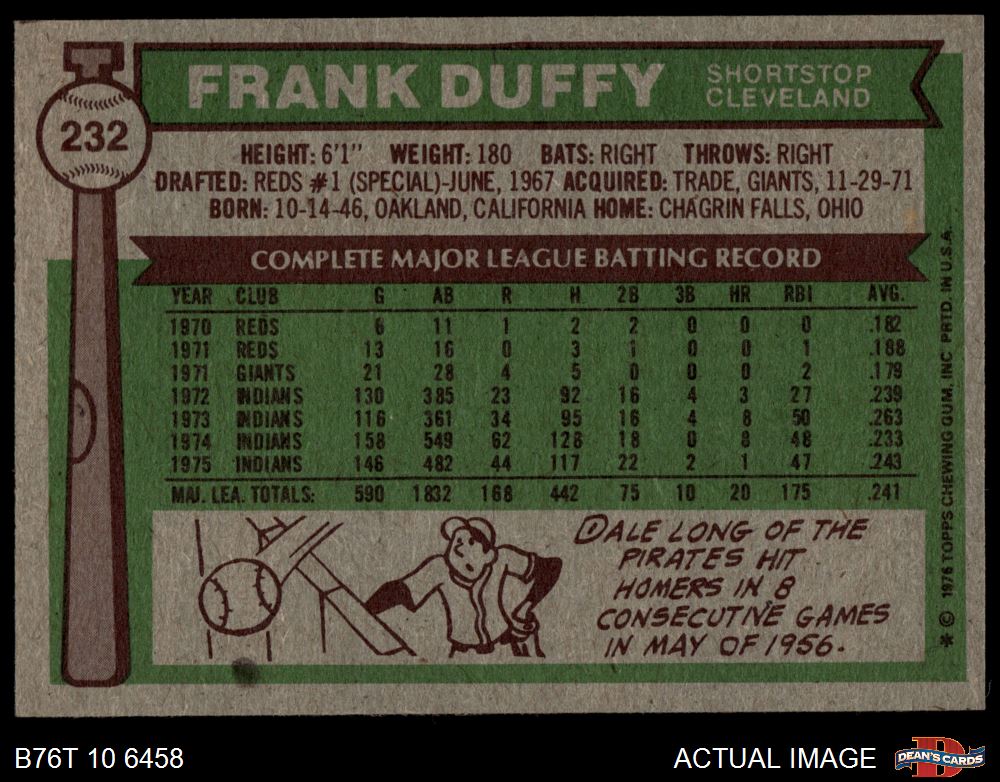 232
FRANK DUFFY
SHORTSTOP
CLEVELAND
HEIGHT: 6'1" WEIGHT: 180 BATS: RIGHT THROWS: RIGHT
DRAFTED: REDS #1 (SPECIAL)-JUNE, 1967 ACQUIRED: TRADE, GIANTS, 11-29-71
BORN: 10-14-46, OAKLAND, CALIFORNIA HOME: CHAGRIN FALLS, OHIO
COMPLETE MAJOR LEAGUE BATTING RECORD
YEAR CLUB G AB R H 2B 3B HR RBI AVG.
1970 REDS 6 11 1 2 2 0 0 0 .182
1971 REDS 13 16 0 3 1 0 0 1 .188
1971 GIANTS 21 28 4 5 0 0 0 2 .179
1972 INDIANS 130 385 23 92 16 4 3 27 .239
1973 INDIANS 116 361 34 95 16 4 8 50 .263
1974 INDIANS 158 549 62 128 18 0 8 48 .233
1975 INDIANS 146 482 44 117 22 2 1 47 .243
MAJ. LEA. TOTALS: 590 1832 168 442 75 10 20 175 .241
DALE LONG OF THE
PIRATES HIT
HOMERS IN 8
CONSECUTIVE GAMES
IN MAY OF 1956.
* © 1976 TOPPS CHEWING GUM, INC PRTD. IN U.S.A.
B76T 10 6458
ACTUAL IMAGE
D
DEAN'S CARDS